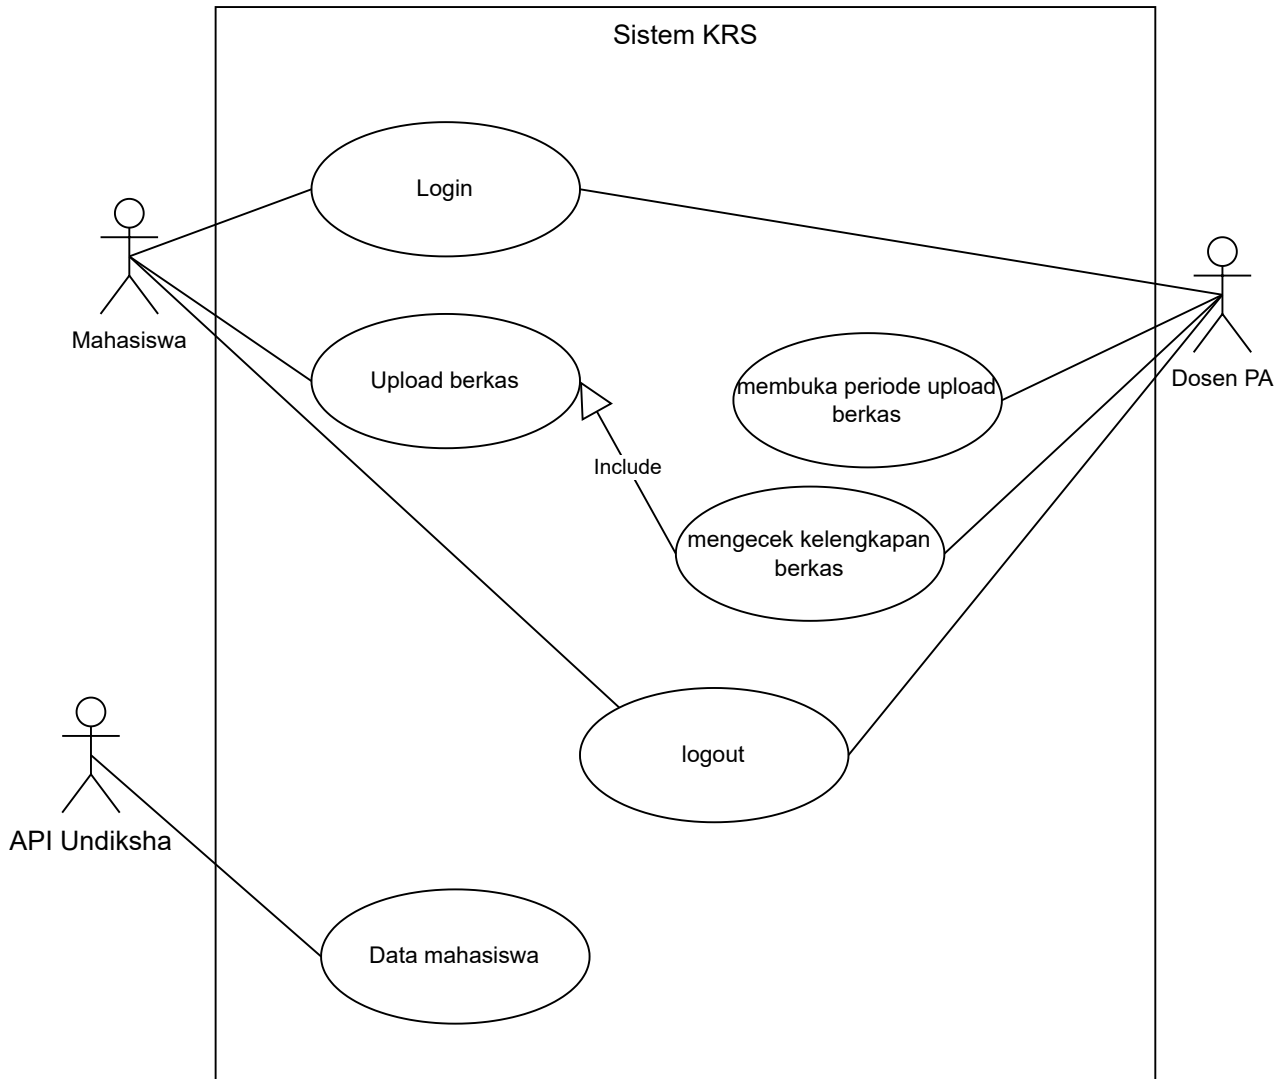 Sistem KRS
Login
Mahasiswa
Upload berkas
membuka periode upload
berkas
Dosen PA
Include
mengecek kelengkapan
berkas
logout
API Undiksha
Data mahasiswa